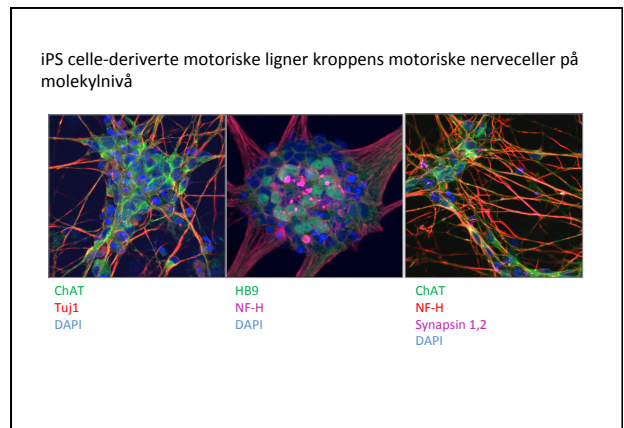 iPS celle-deriverte motoriske ligner kroppens motoriske nerveceller på
molekylnivå
ChAT
Tuj1
DAPI
HB9
NF-H
DAPI
ChAT
NF-H
Synapsin 1,2
DAPI